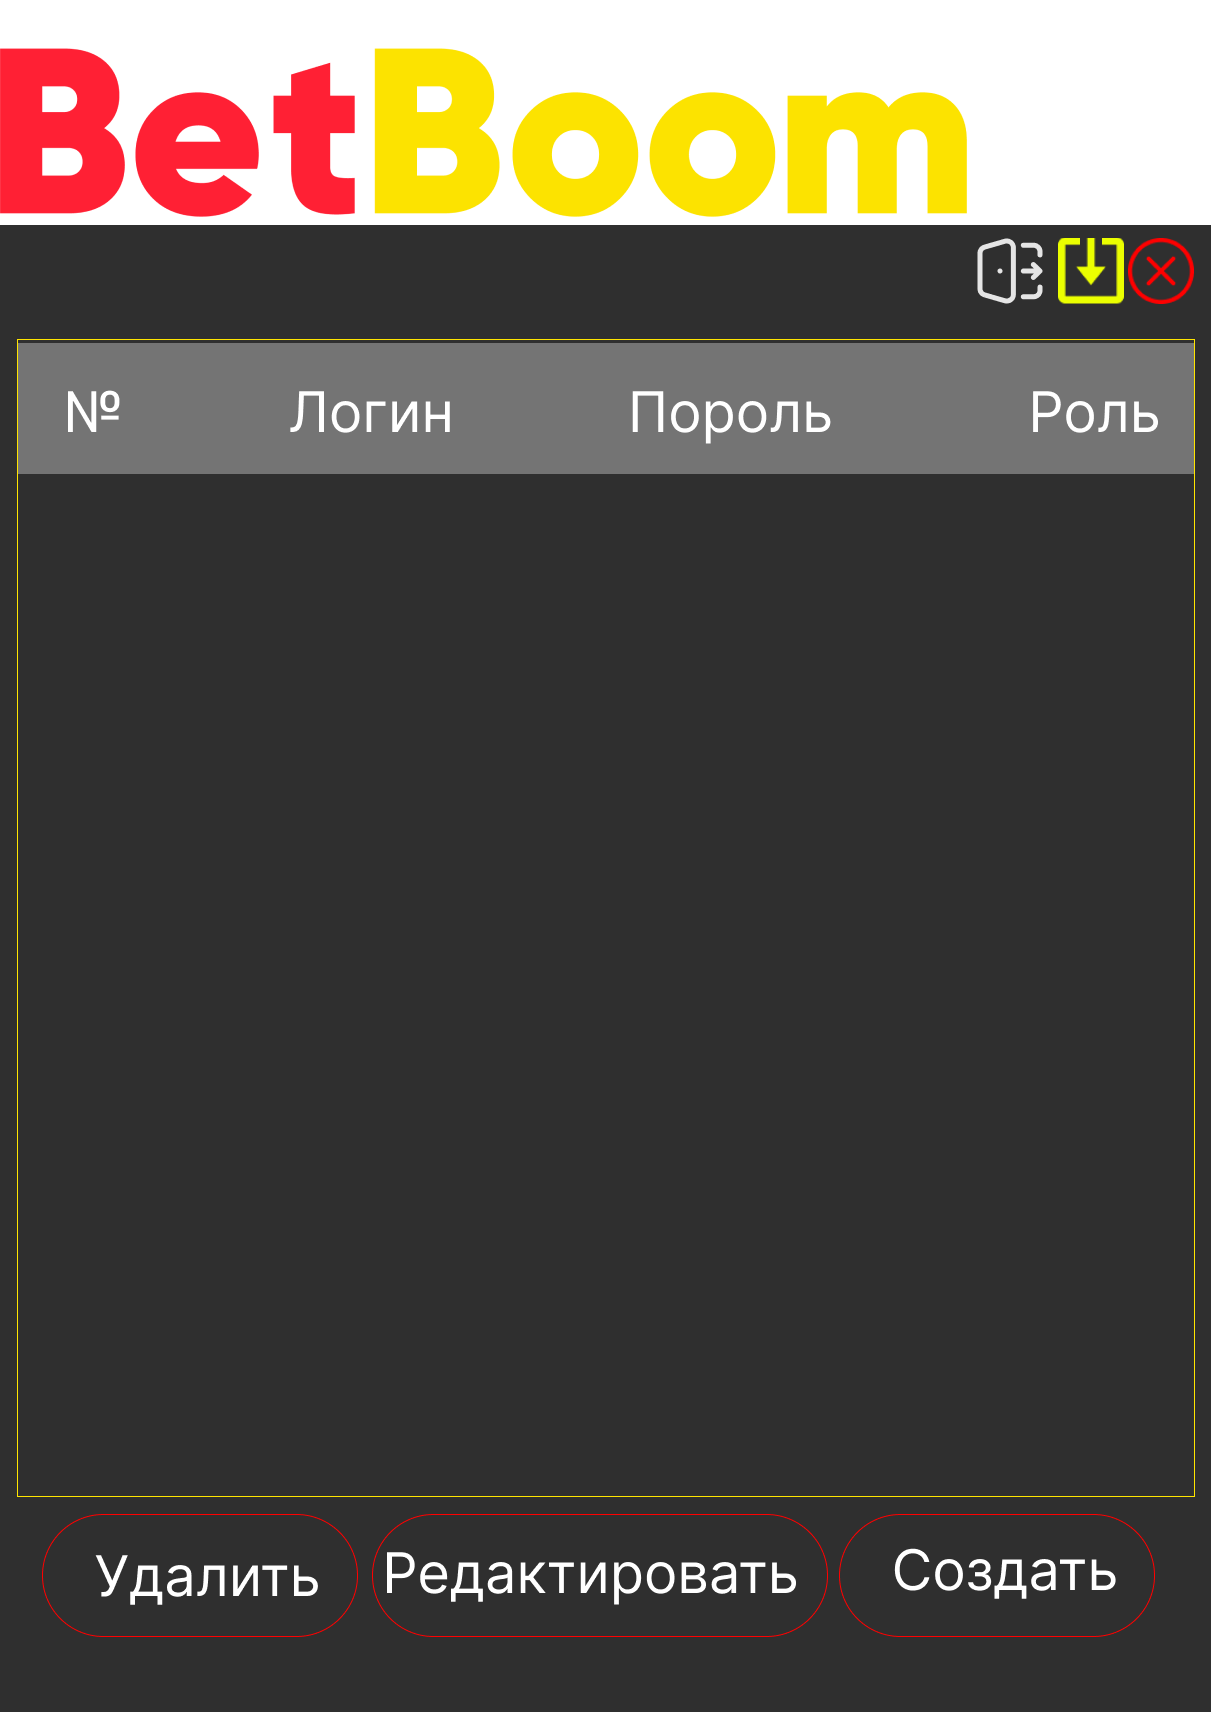 BetBoom
№ Логин Пороль Роль
Удалить Редактировать Создать